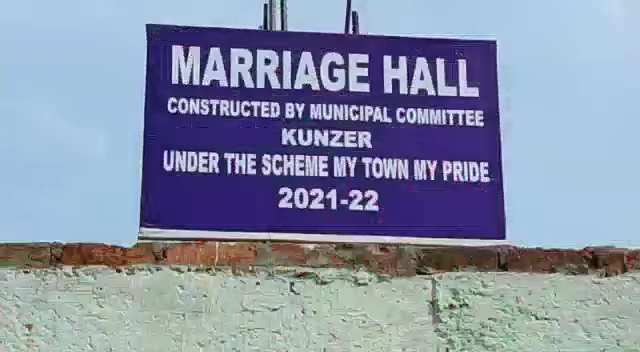 MARRIAGE HALL
CONSTRUCTED BY MUNICIPAL COMMITTEE
KUNZER
UNDER THE SCHEME MY TOWN MY PRIDE
2021-22